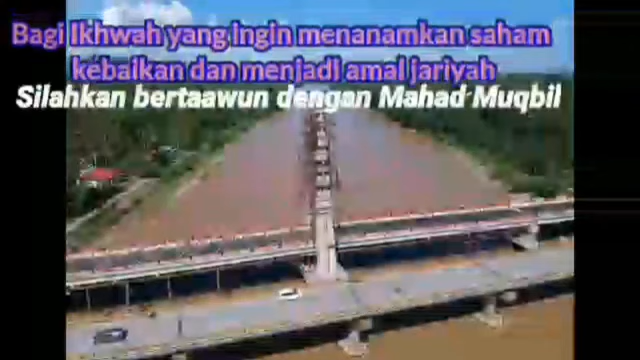 Bagi Ikhwah yang ingin menanamkan saham
kebaikan dan menjadi amal jariyah
Silahkan bertaawun dengan Mahad Muqbil